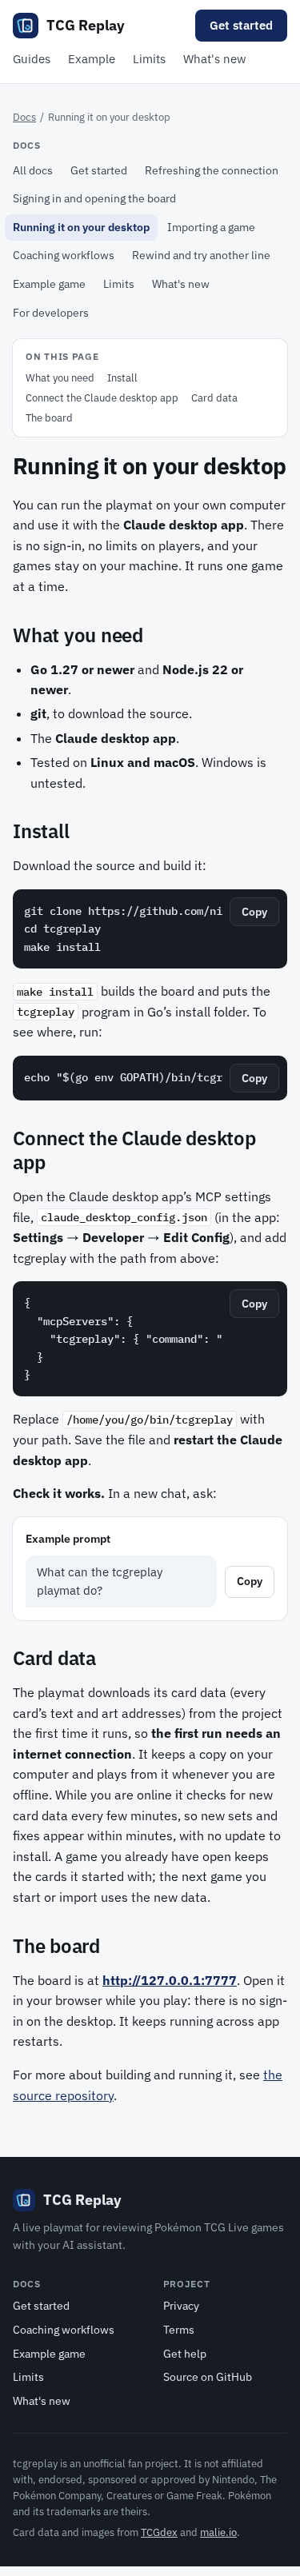 TCG Replay
Get started
Guides Example Limits What's new
Docs / Running it on your desktop
DOCS
All docs Get started Refreshing the connection
Signing in and opening the board
Running it on your desktop Importing a game
Coaching workflows Rewind and try another line
Example game Limits What's new
For developers
ON THIS PAGE
What you need Install
Connect the Claude desktop app Card data
The board
Running it on your desktop
You can run the playmat on your own computer
and use it with the Claude desktop app. There
is no sign-in, no limits on players, and your
games stay on your machine. It runs one game
at a time.
What you need
• Go 1.27 or newer and Node.js 22 or
newer.
• git, to download the source.
• The Claude desktop app.
• Tested on Linux and macOS. Windows is
untested.
Install
Download the source and build it:
git clone https://github.com/ni
cd tcgreplay
make install
Copy
make install builds the board and puts the
tcgreplay program in Go’s install folder. To
see where, run:
echo "$(go env GOPATH)/bin/tcgr
Copy
Connect the Claude desktop
app
Open the Claude desktop app’s MCP settings
file, claude_desktop_config.json (in the app:
Settings → Developer → Edit Config), and add
tcgreplay with the path from above:
{
"mcpServers": {
"tcgreplay": { "command": "
}
}
Copy
Replace /home/you/go/bin/tcgreplay with
your path. Save the file and restart the Claude
desktop app.
Check it works. In a new chat, ask:
Example prompt
What can the tcgreplay
playmat do?
Copy
Card data
The playmat downloads its card data (every
card’s text and art addresses) from the project
the first time it runs, so the first run needs an
internet connection. It keeps a copy on your
computer and plays from it whenever you are
offline. While you are online it checks for new
card data every few minutes, so new sets and
fixes appear within minutes, with no update to
install. A game you already have open keeps
the cards it started with; the next game you
start or import uses the new data.
The board
The board is at http://127.0.0.1:7777. Open it
in your browser while you play: there is no sign-
in on the desktop. It keeps running across app
restarts.
For more about building and running it, see the
source repository.
TCG Replay
A live playmat for reviewing Pokémon TCG Live games
with your AI assistant.
DOCS
Get started
Coaching workflows
Example game
Limits
What's new
PROJECT
Privacy
Terms
Get help
Source on GitHub
tcgreplay is an unofficial fan project. It is not affiliated
with, endorsed, sponsored or approved by Nintendo, The
Pokémon Company, Creatures or Game Freak. Pokémon
and its trademarks are theirs.
Card data and images from TCGdex and malie.io.